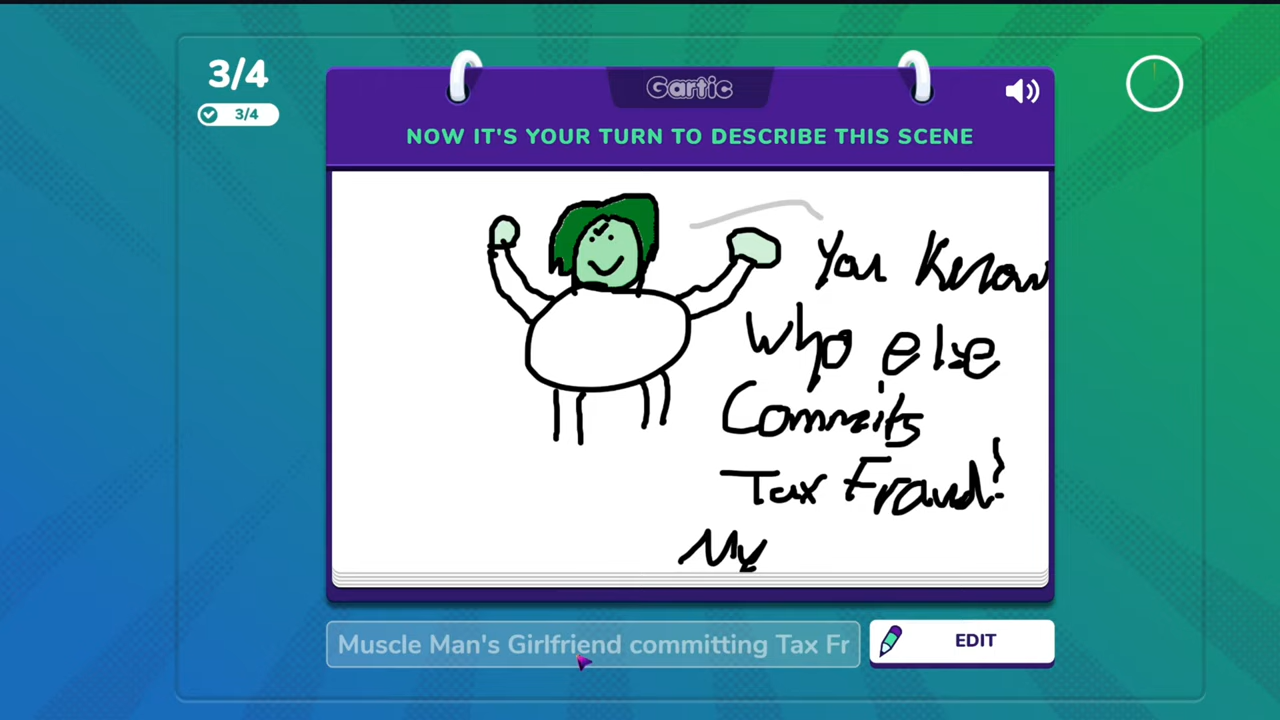 3/4
3/4
Gartic
NOW IT'S YOUR TURN TO DESCRIBE THIS SCENE
You Know
who else
Commits
Tax Fraud?
My
Muscle Man's Girlfriend committing Tax Fr
EDIT